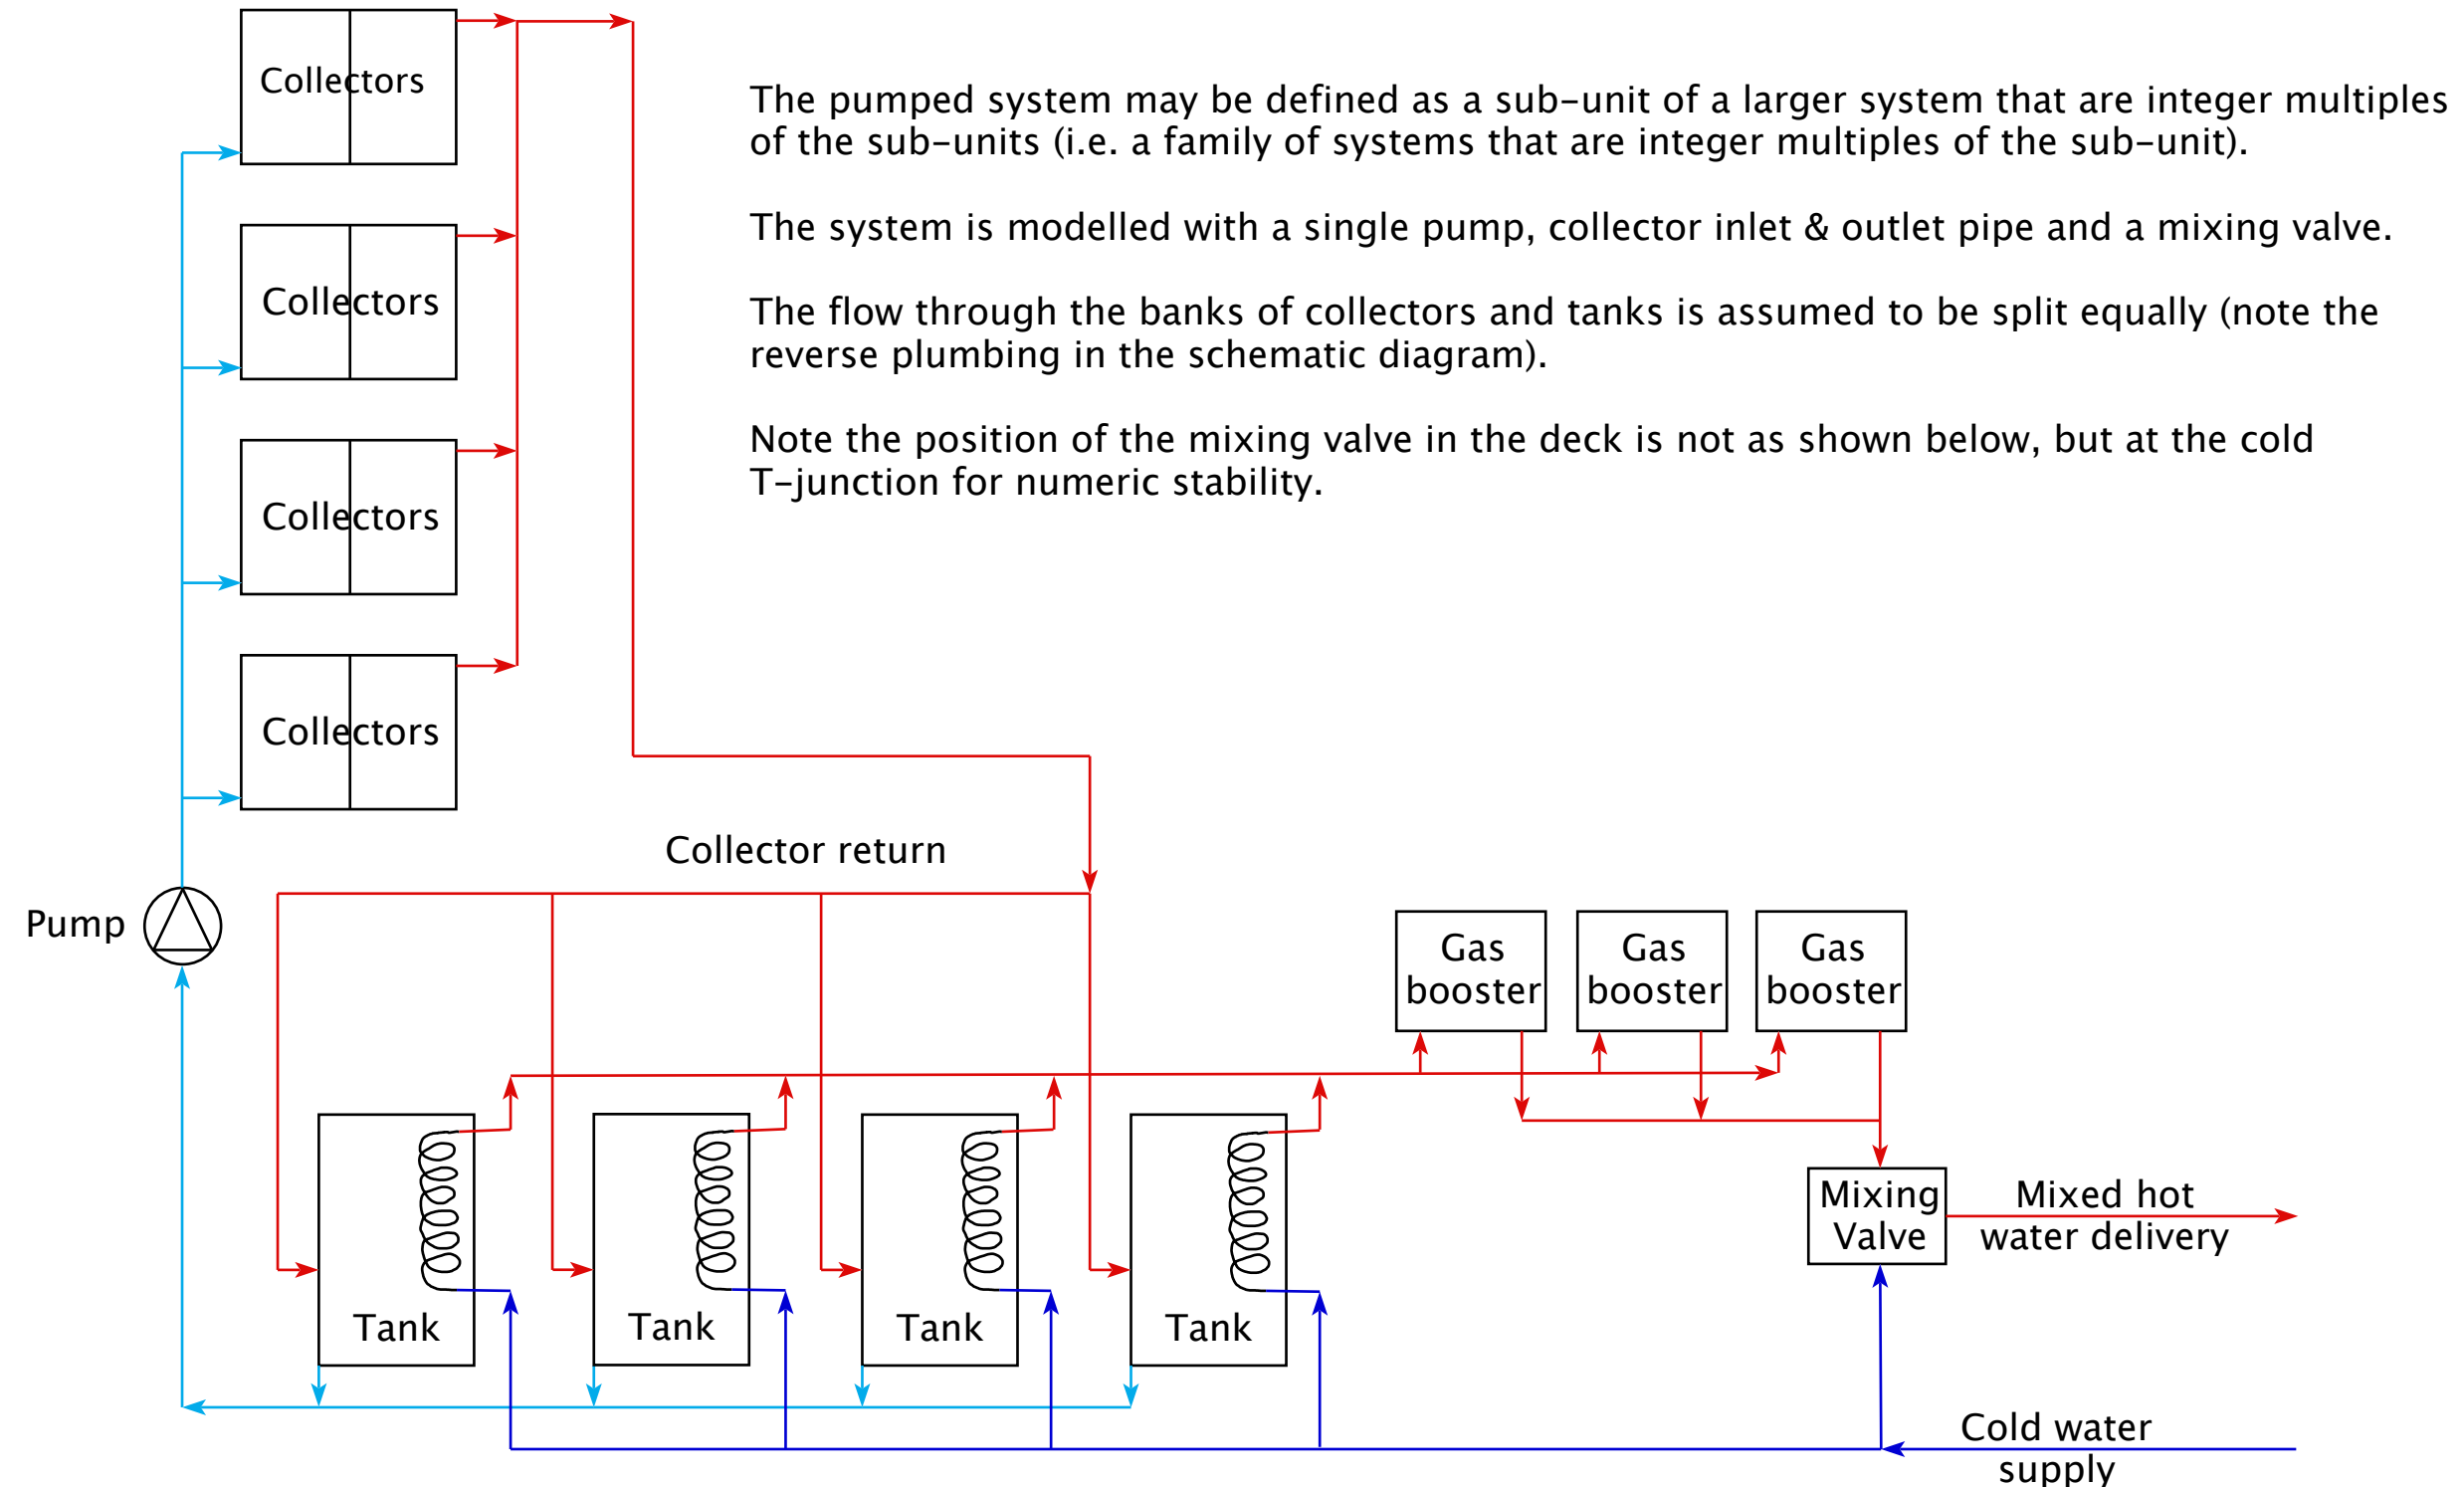 Collectors
The pumped system may be defined as a sub-unit of a larger system that are integer multiples
of the sub-units (i.e. a family of systems that are integer multiples of the sub-unit).
The system is modelled with a single pump, collector inlet & outlet pipe and a mixing valve.
Collectors
The flow through the banks of collectors and tanks is assumed to be split equally (note the
reverse plumbing in the schematic diagram).
Note the position of the mixing valve in the deck is not as shown below, but at the cold
T-junction for numeric stability.
Collectors
Collectors
Collector return
Pump
Gas
booster
Gas
booster
Gas
booster
Mixing
Valve
Mixed hot
water delivery
Tank
Tank
Tank
Tank
Cold water
supply